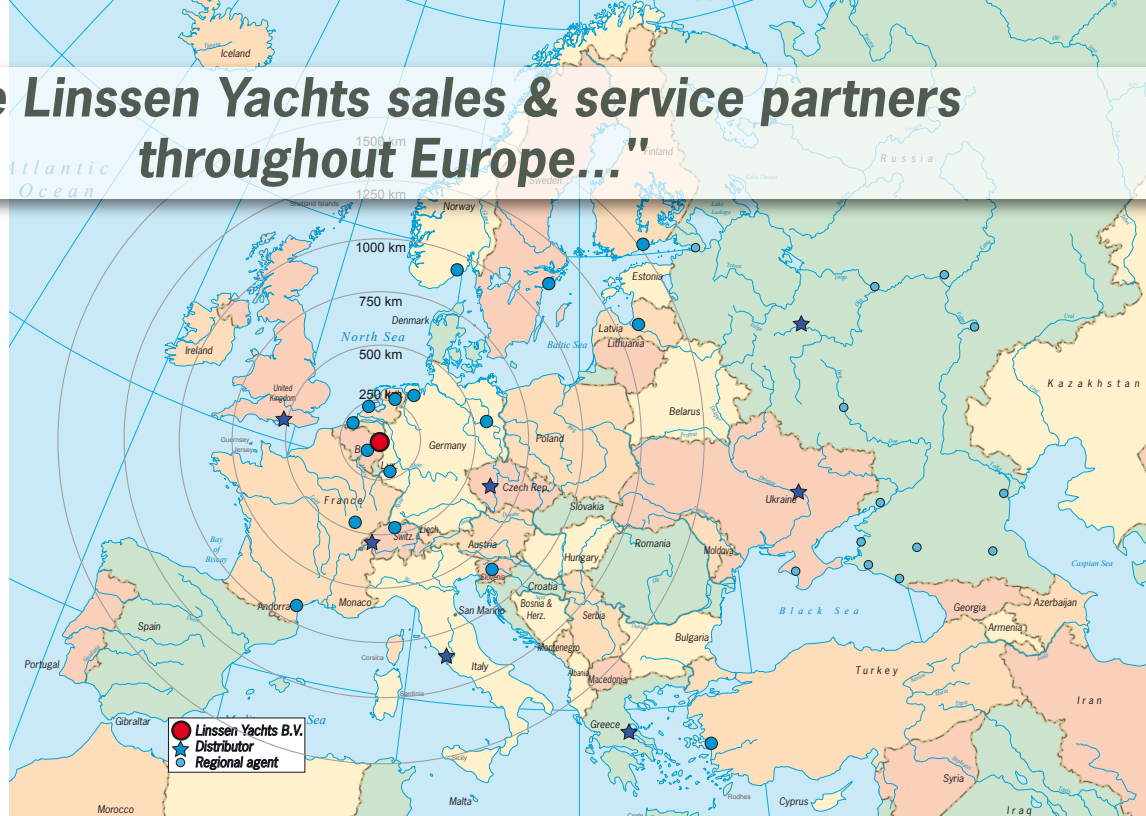 Iceland
e Linssen Yachts sales & service partners
throughout Europe..."
1500 km
Finland
Russia
Atlantic
Ocean
Sweden
1250 km
Shetland Islands
Norway
Lake
Ladoga
1000 km
Estonia
750 km
Denmark
North Sea
Latvia
Baltic Sea
Lithuania
Ireland
500 km
Kazakhstan
United
Kingdom
250 km
Belarus
Guernsey
Jersey
Germany
Poland
Czech Rep.
France
Ukraine
Slovakia
Liech.
Switz.
Austria
Romania
Moldova
Bay
of
Biscay
Hungary
Caspian Sea
Slovenia
Croatia
Andorra
Monaco
San Marino
Bosnia &
Herz.
Serbia
Black Sea
Georgia
Azerbaijan
Armenia
Spain
Bulgaria
Montenegro
Corsica
Portugal
Italy
Albania
Macedonia
Turkey
Sardinia
Iran
Gibraltar
Sea
Greece
Linssen Yachts B.V.
Distributor
Regional agent
Sicily
Syria
Malta
Rhodes
Cyprus
Morocco
Iraq